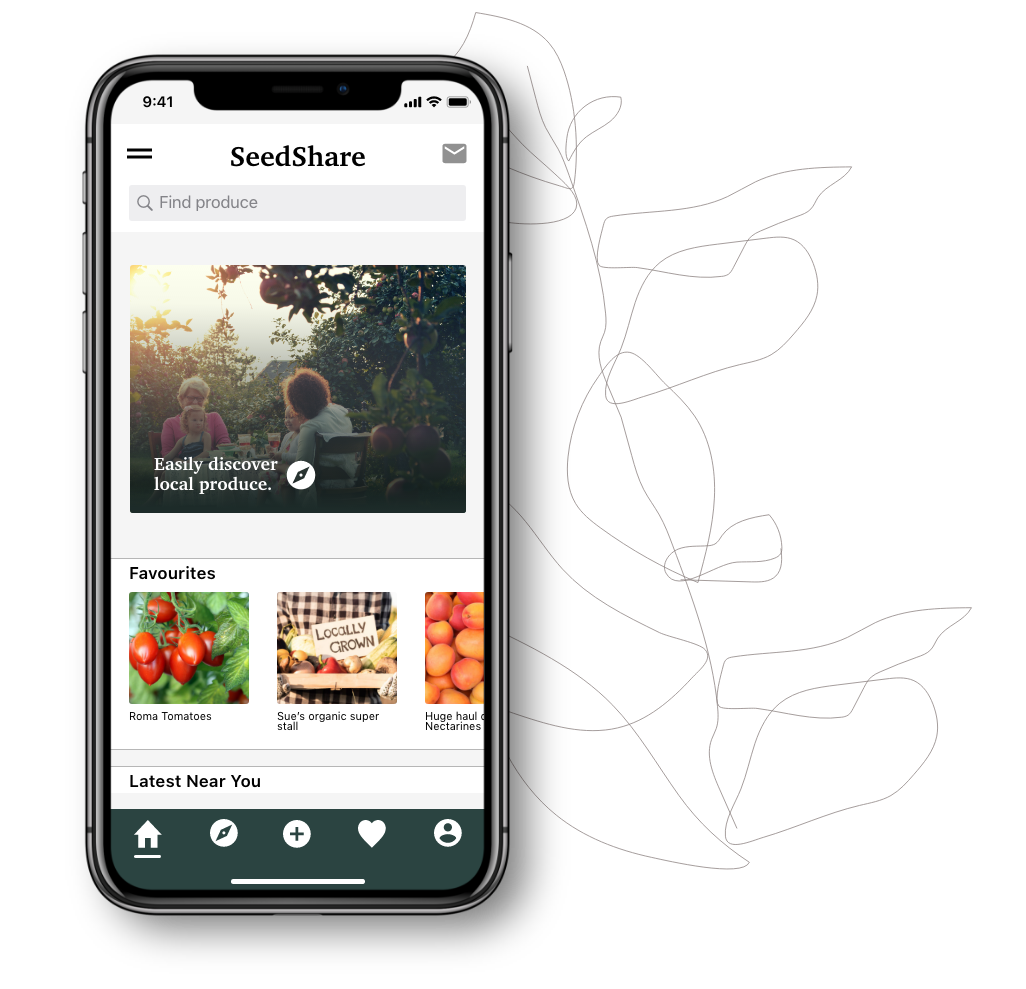 9:41
SeedShare
Find produce
Easily discover
local produce.
Favourites
LOCALLY
GROWN
Roma Tomatoes
Sue's organic super
stall
Huge haul
Nectarines
Latest Near You